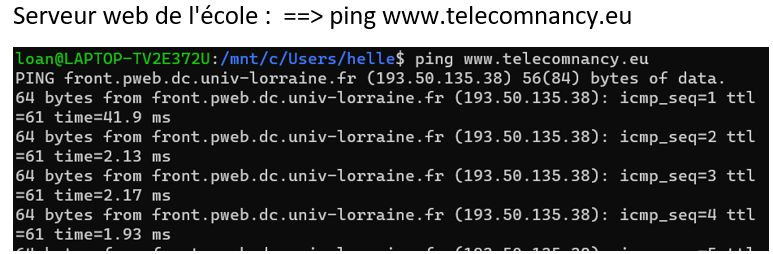 Serveur web de l'école :  ==> ping www.telecomnancy.eu
loan@LAPTOP-TV2E372U:/mnt/c/Users/helle$ ping www.telecomnancy.eu
PING front.pweb.dc.univ-lorraine.fr (193.50.135.38) 56(84) bytes of data.
64 bytes from front.pweb.dc.univ-lorraine.fr (193.50.135.38): icmp_seq=1 ttl
=61 time=41.9 ms
64 bytes from front.pweb.dc.univ-lorraine.fr (193.50.135.38): icmp_seq=2 ttl
=61 time=2.13 ms
64 bytes from front.pweb.dc.univ-lorraine.fr (193.50.135.38): icmp_seq=3 ttl
=61 time=2.17 ms
64 bytes from front.pweb.dc.univ-lorraine.fr (193.50.135.38): icmp_seq=4 ttl
=61 time=1.93 ms